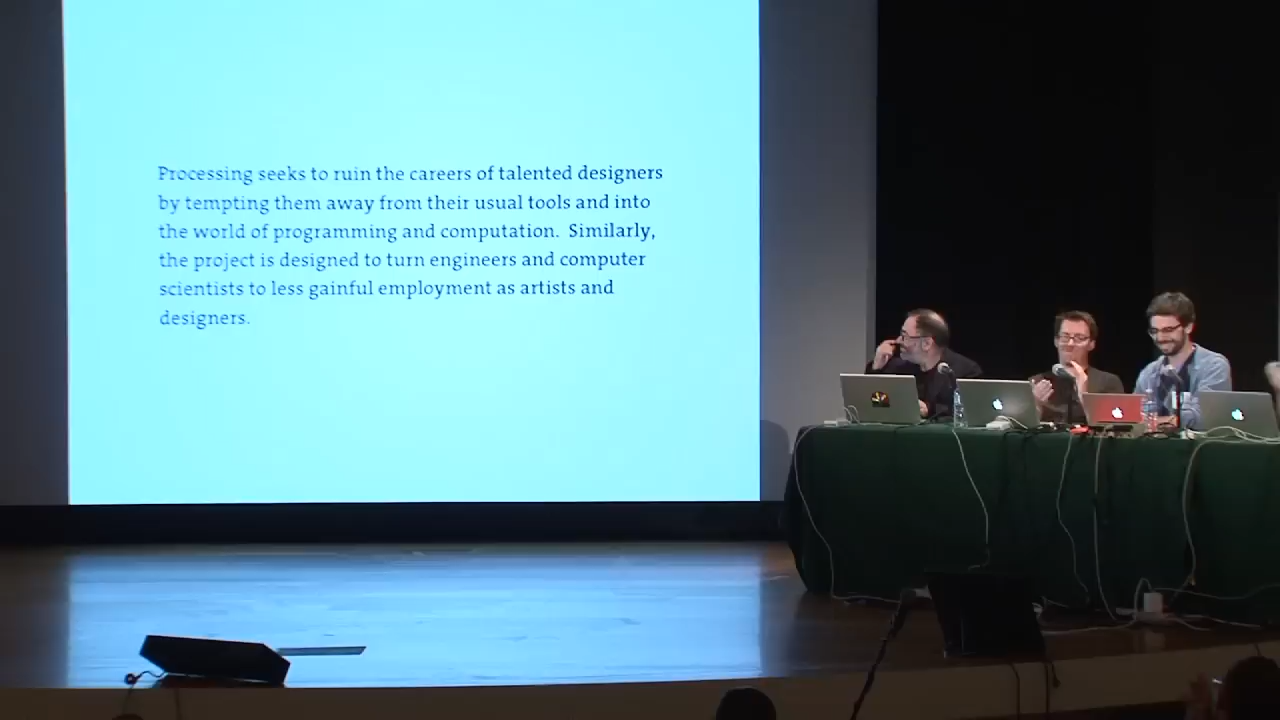 Processing seeks to ruin the careers of talented designers
by tempting them away from their usual tools and into
the world of programming and computation.  Similarly,
the project is designed to turn engineers and computer
scientists to less gainful employment as artists and
designers.